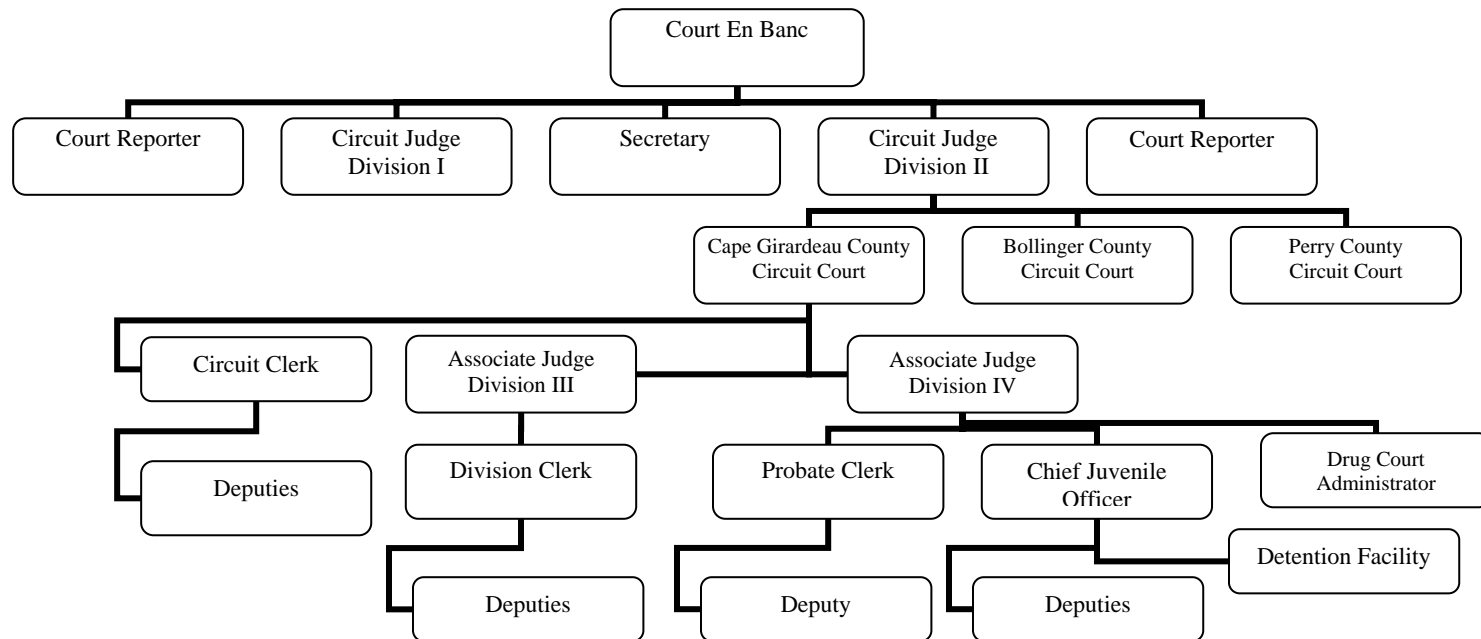 Court En Banc
Court Reporter
Circuit Judge
Division I
Secretary
Circuit Judge
Division II
Court Reporter
Cape Girardeau County
Circuit Court
Bollinger County
Circuit Court
Perry County
Circuit Court
Circuit Clerk
Associate Judge
Division III
Associate Judge
Division IV
Deputies
Division Clerk
Probate Clerk
Chief Juvenile
Officer
Drug Court
Administrator
Detention Facility
Deputies
Deputy
Deputies